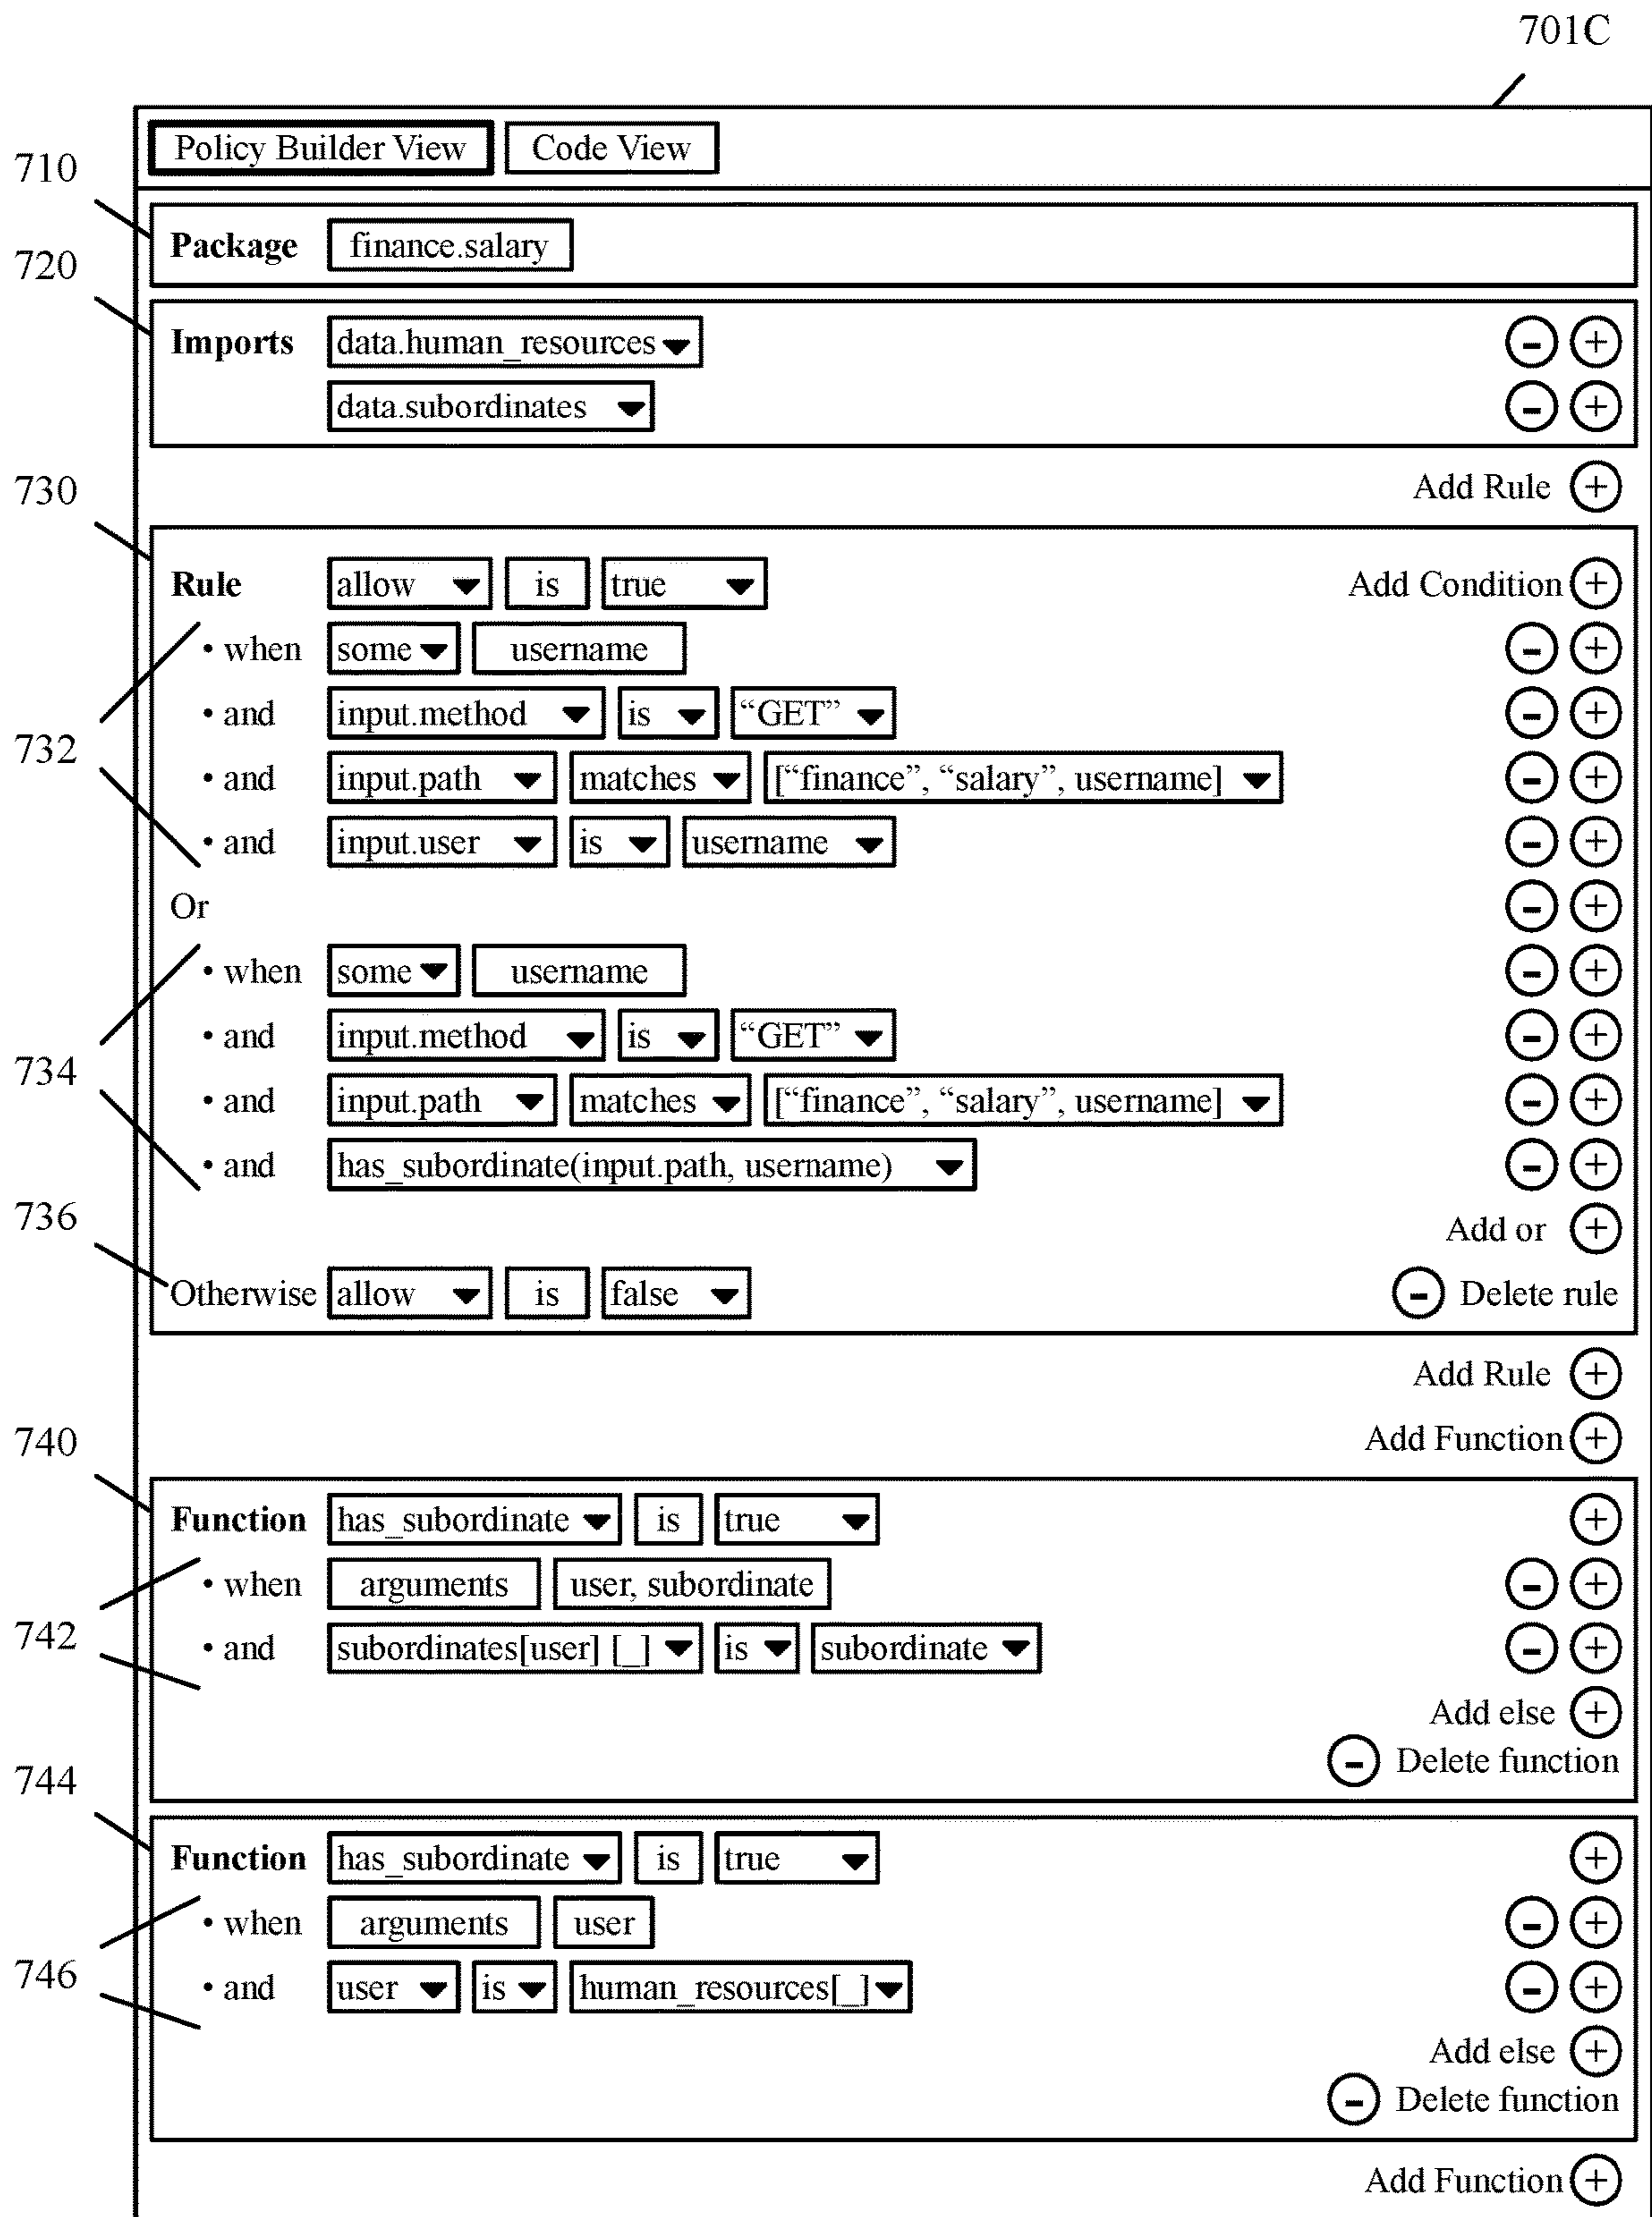 701C
Policy Builder View Code View
710
Package finance.salary
720
Imports data.human_resources - +
data.subordinates - +
730
Add Rule +
Rule allow is true Add Condition +
• when some username - +
• and input.method is “GET” - +
732
• and input.path matches [“finance”, “salary”, username] - +
• and input.user is username - +
Or - +
• when some username - +
• and input.method is “GET” - +
734
• and input.path matches [“finance”, “salary”, username] - +
• and has_subordinate(input.path, username) - +
736
Add or +
Otherwise allow is false - Delete rule
Add Rule +
740
Add Function +
Function has_subordinate is true +
• when arguments user, subordinate - +
742
• and subordinates[user] [_] is subordinate - +
Add else +
- Delete function
744
Function has_subordinate is true +
• when arguments user - +
746
• and user is human_resources[_] - +
Add else +
- Delete function
Add Function +